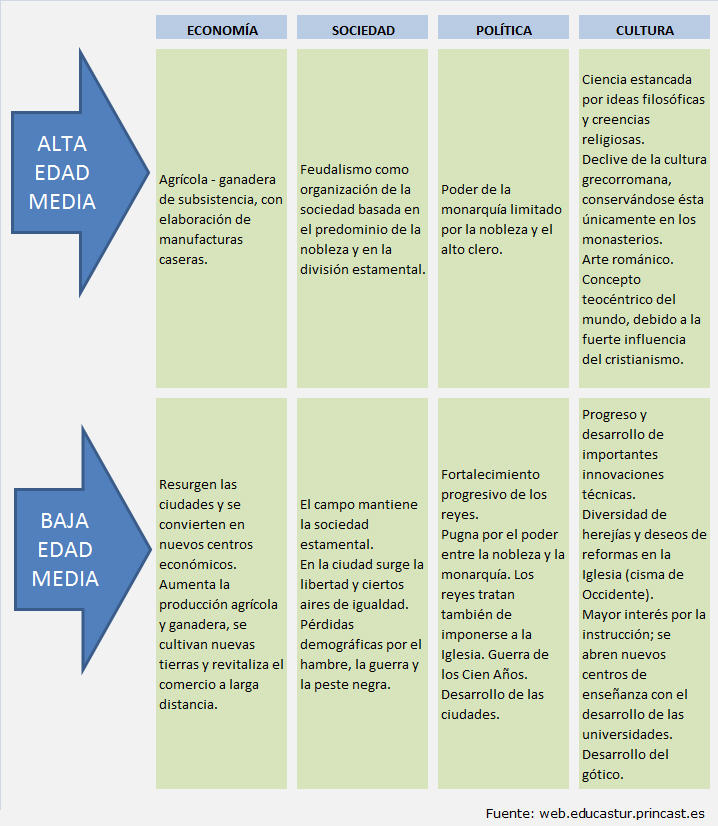 ECONOMÍA
SOCIEDAD
POLÍTICA
CULTURA
ALTA
EDAD
MEDIA
Agrícola - ganadera
de subsistencia, con
elaboración de
manufacturas
caseras.
Feudalismo como
organización de la
sociedad basada en
el predominio de la
nobleza y en la
división estamental.
Poder de la
monarquía limitado
por la nobleza y el
alto clero.
Ciencia estancada
por ideas filosóficas
y creencias
religiosas.
Declive de la cultura
grecorromana,
conservándose ésta
únicamente en los
monasterios.
Arte románico.
Concepto
teocéntrico del
mundo, debido a la
fuerte influencia
del cristianismo.
BAJA
EDAD
MEDIA
Resurgen las
ciudades y se
convierten en
nuevos centros
económicos.
Aumenta la
producción agrícola
y ganadera, se
cultivan nuevas
tierras y revitaliza el
comercio a larga
distancia.
El campo mantiene
la sociedad
estamental.
En la ciudad surge la
libertad y ciertos
aires de igualdad.
Pérdidas
demográficas por el
hambre, la guerra y
la peste negra.
Fortalecimiento
progresivo de los
reyes.
Pugna por el poder
entre la nobleza y la
monarquía. Los
reyes tratan
también de
imponerse a la
Iglesia. Guerra de
los Cien Años.
Desarrollo de las
ciudades.
Progreso y
desarrollo de
importantes
innovaciones
técnicas.
Diversidad de
herejías y deseos de
reformas en la
Iglesia (cisma de
Occidente).
Mayor interés por la
instrucción; se
abren nuevos
centros de
enseñanza con el
desarrollo de las
universidades.
Desarrollo del
gótico.
Fuente: web.educastur.princast.es